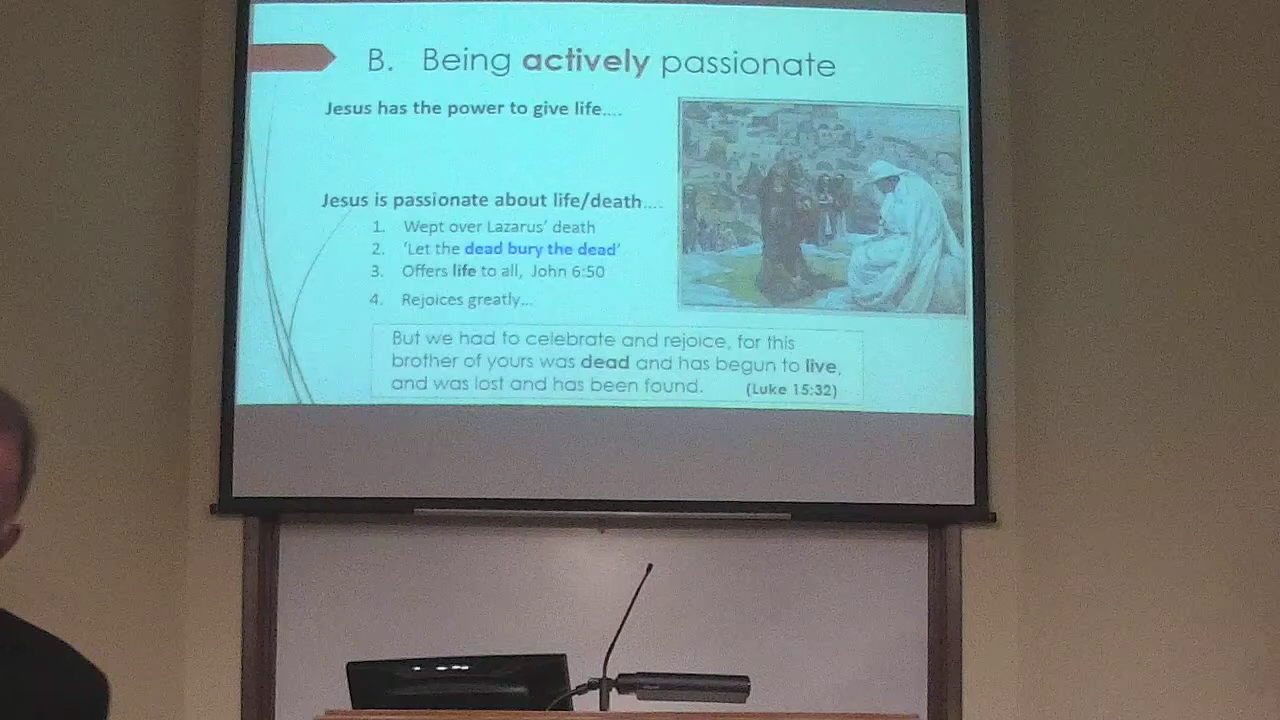 B. Being actively passionate
Jesus has the power to give life....
Jesus is passionate about life/death....
1. Wept over Lazarus' death
2. 'Let the dead bury the dead'
3. Offers life to all, John 6:50
4. Rejoices greatly...
But we had to celebrate and rejoice, for this
brother of yours was dead and has begun to live,
and was lost and has been found. (Luke 15:32)